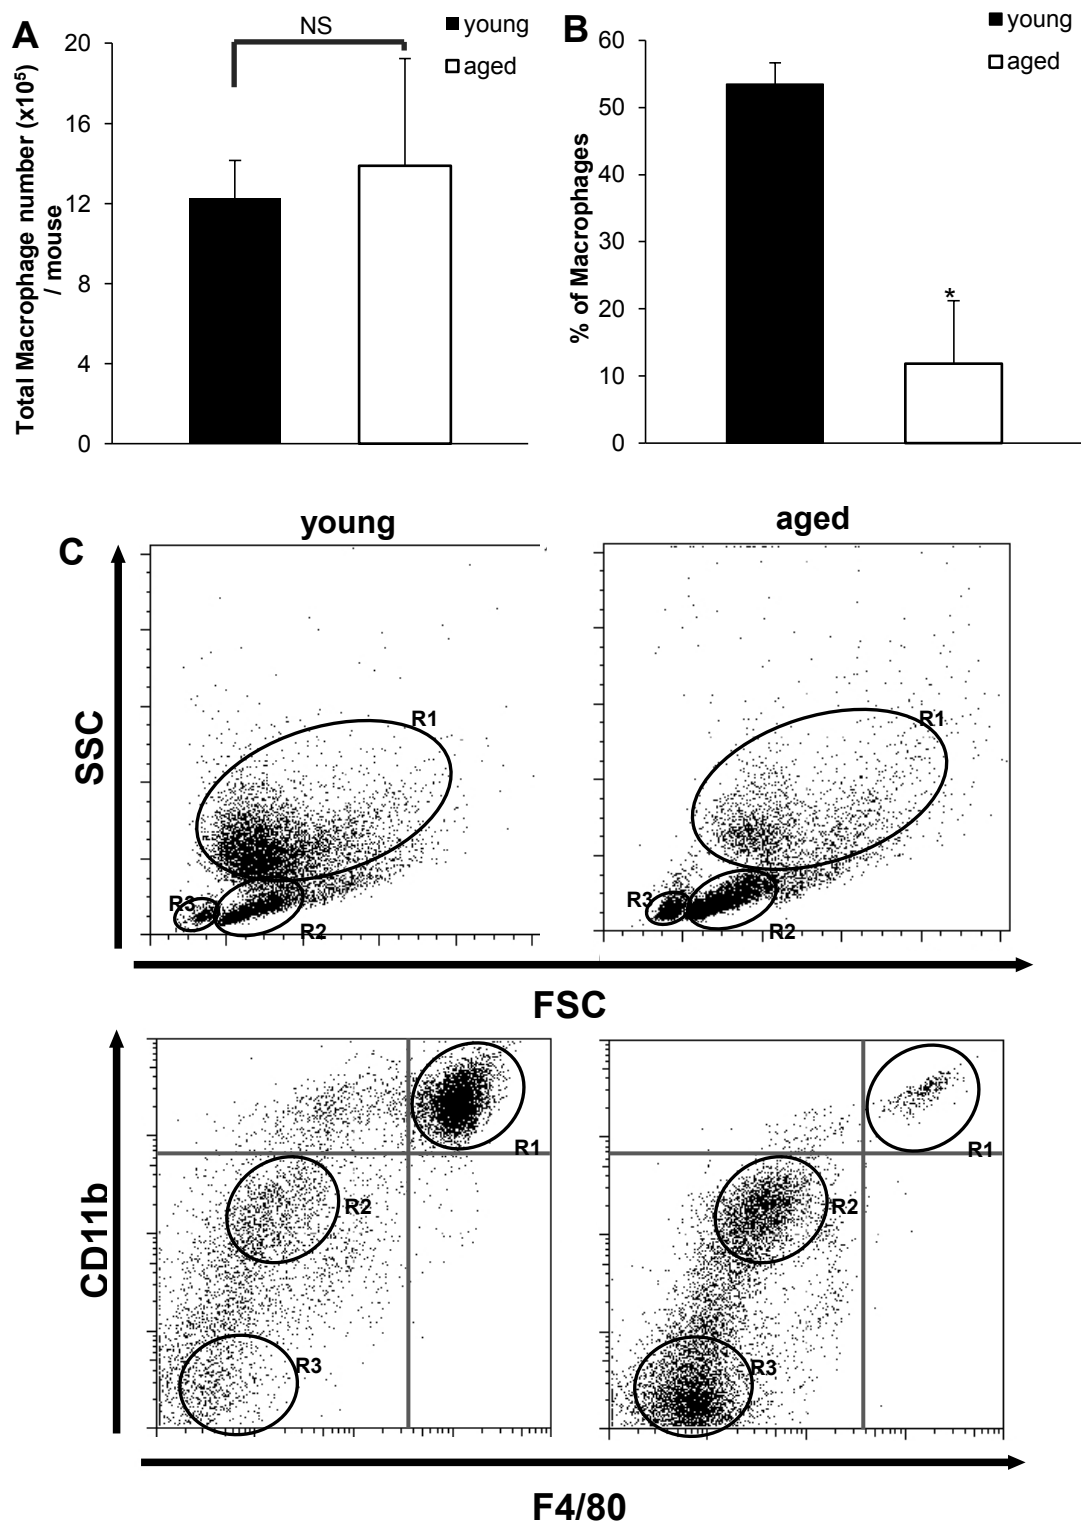 A
NS
young
aged
20
16
12
8
4
0
Total Macrophage number (x10⁵)
/ mouse
B
young
aged
60
50
40
30
20
10
0
% of Macrophages
*
C
young
aged
SSC
R1
R3
R2
R1
R3
R2
FSC
CD11b
R1
R2
R3
R1
R2
R3
F4/80